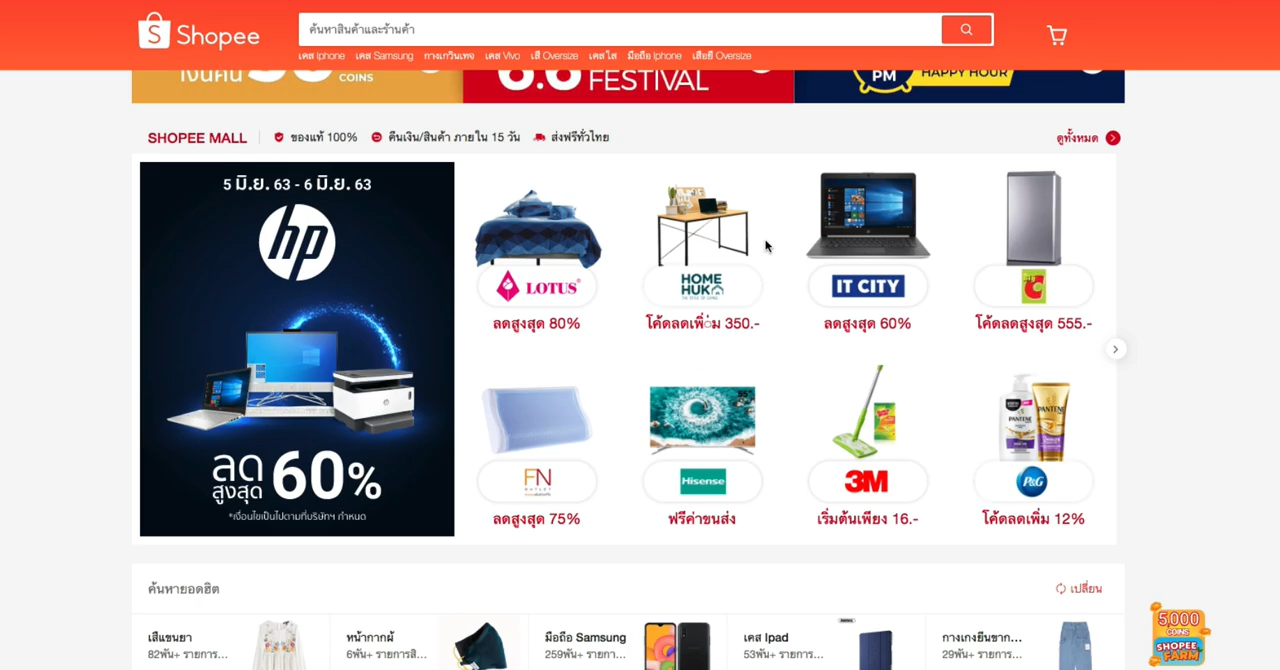 Shopee
ค้นหาสินค้าและร้านค้า
เคส Iphone เคส Samsung กางเกวินเทจ เคส Vivo เสื้ Oversize เคส ใส มือถือ Iphone เสื้อยื Oversize
เงินคืน
COINS
6.6 FESTIVAL
PM
HAPPY HOUR
SHOPEE MALL ของแท้ 100% คืนเงิน/สินค้า ภายใน 15 วัน ส่งฟรีทั่วไทย ดูทั้งหมด
5 มิ.ย. 63 - 6 มิ.ย. 63
hp
ลดสูงสุด 60%
*เงื่อนไขเป็นไปตามที่บริษัทฯ กำหนด
LOTUS
HOME HUK
IT CITY
C
ลดสูงสุด 80% โค้ดลดเพิ่่ม 350.- ลดสูงสุด 60% โค้ดลดสูงสุด 555.-
FN
OUTLET
Hisense
3M
PANTENE
P&G
ลดสูงสุด 75% ฟรีค่าขนส่ง เริ่มต้นเพียง 16.- โค้ดลดเพิ่ม 12%
ค้นหายอดฮิต เปลี่ยน
เสื้แขนยา หน้ากากผ้ มือถือ Samsung เคส Ipad กางเกงยีนขาก...
82พัน+ รายการ... 6พัน+ รายการสิ... 259พัน+ รายกา... 53พัน+ รายการ... 29พัน+ รายการ...
5,000
COINS
SHOPEE
FARM